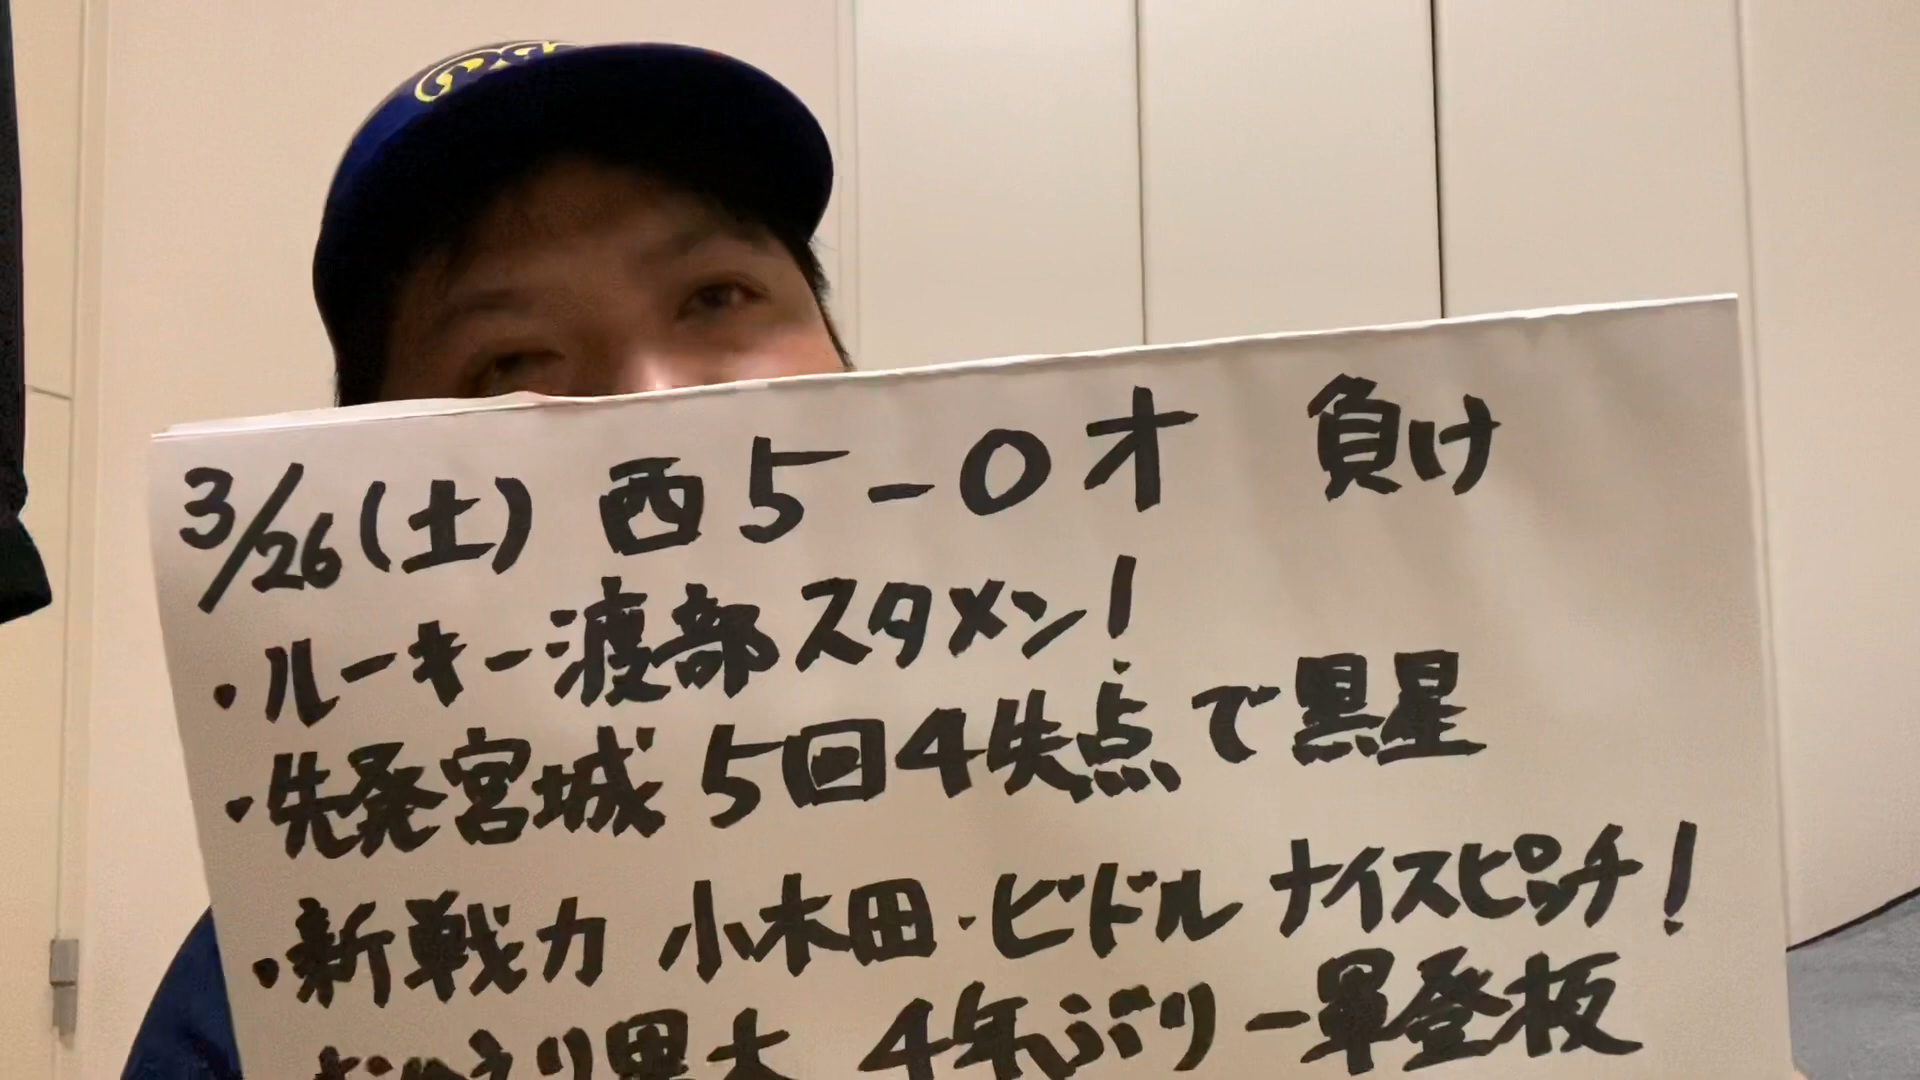 3/26(土) 西5-0オ 負け
・ルーキー渡部スタメン!
・先発宮城 5回4失点で黒星
・新戦力 小木田・ビドル ナイスピッチ!
黒木 4年ぶり一軍登板